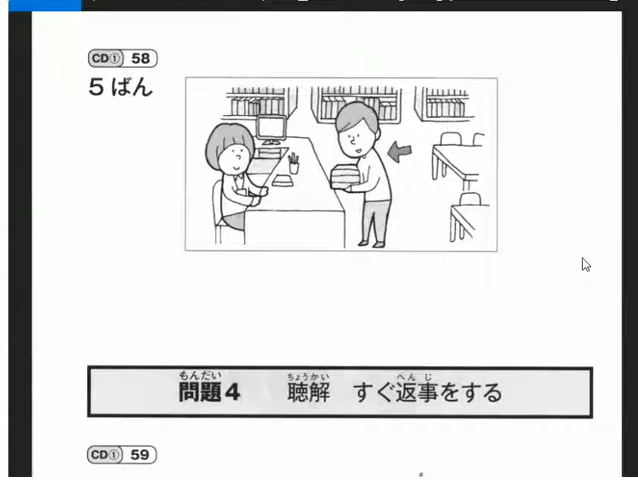 CD① 58
5ばん
もんだい ちょうかい へんじ
問題4 聴解 すぐ返事をする
CD① 59